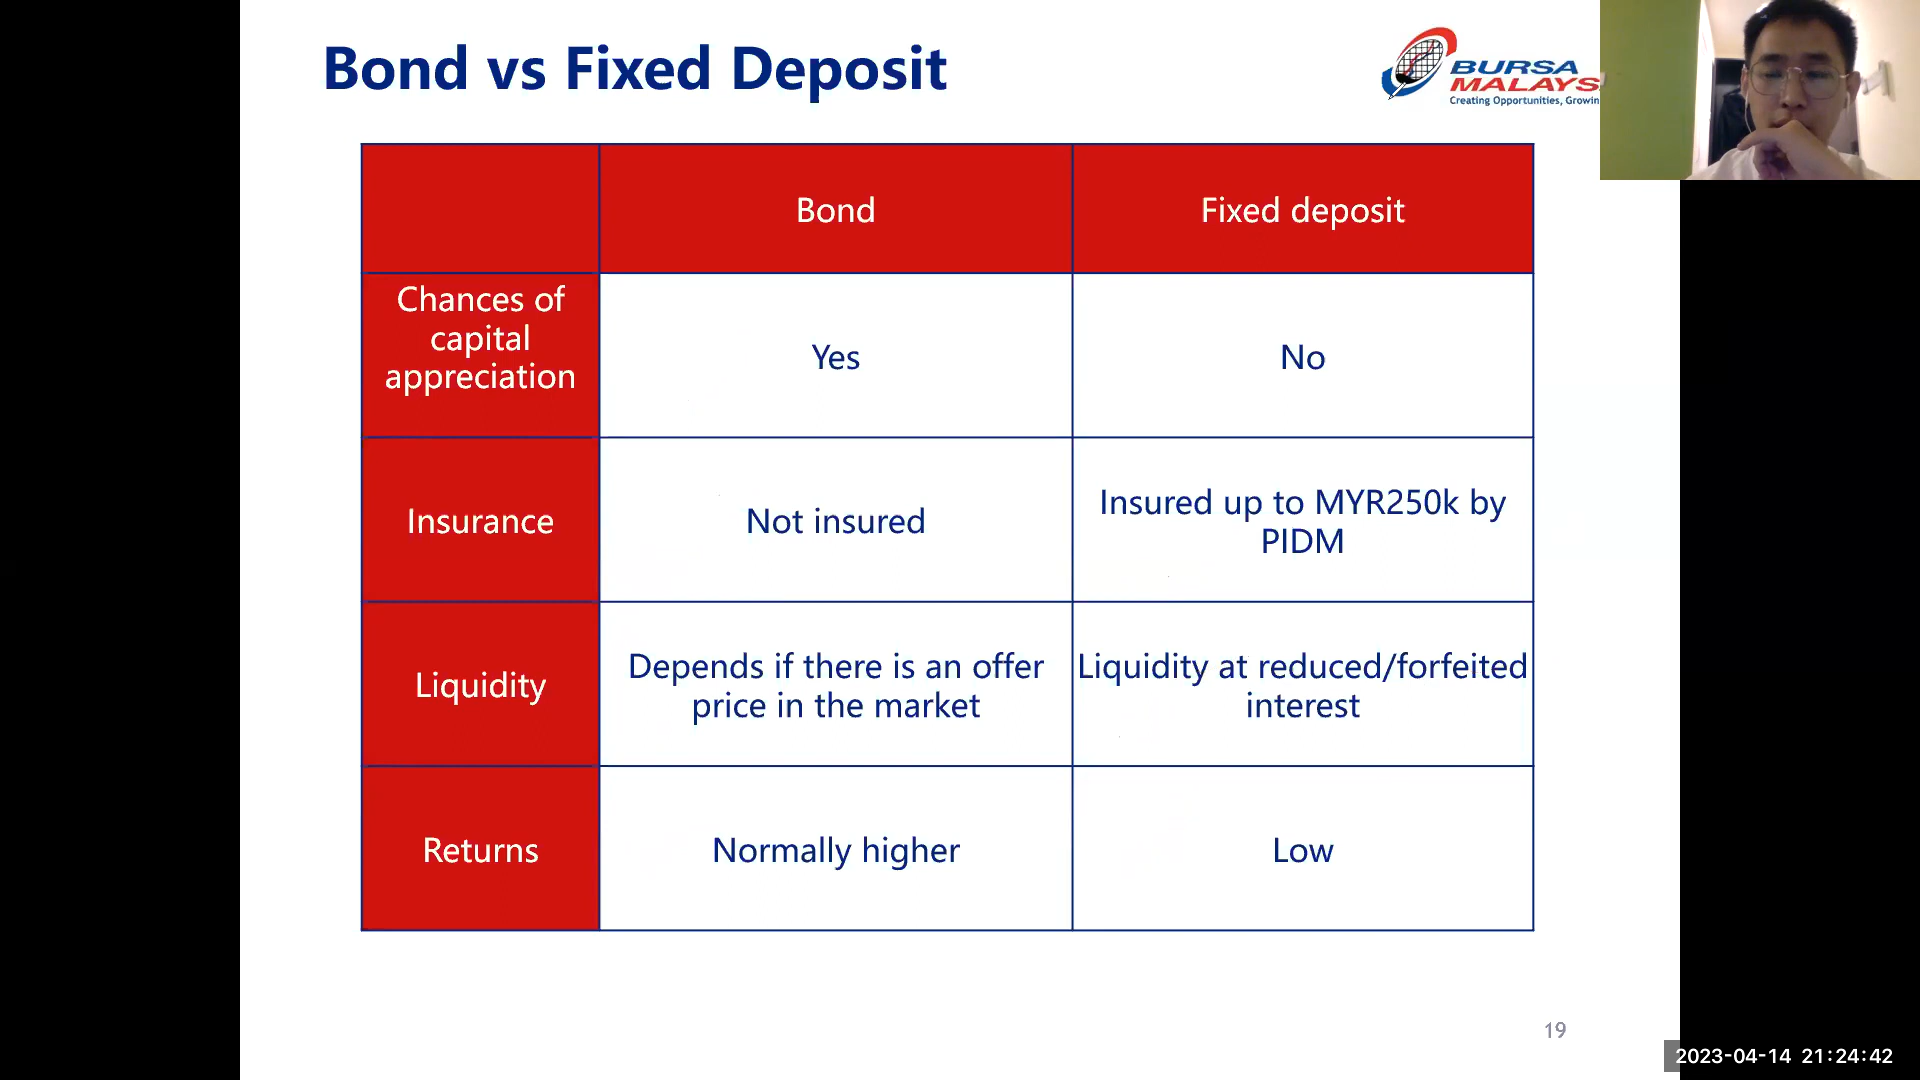 Bond vs Fixed Deposit
BURSA
MALAYS
Creating Opportunities, Growin
Bond
Fixed deposit
Chances of
capital
appreciation
Yes
No
Insurance
Not insured
Insured up to MYR250k by
PIDM
Liquidity
Depends if there is an offer
price in the market
Liquidity at reduced/forfeited
interest
Returns
Normally higher
Low
19
2023-04-14 21:24:42